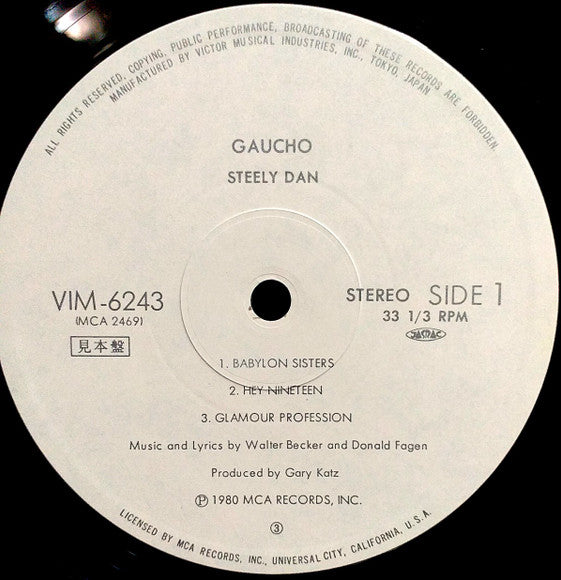 ALL RIGHTS RESERVED, COPYING, PUBLIC PERFORMANCE, BROADCASTING OF THESE RECORDS ARE FORBIDDEN.
MANUFACTURED BY VICTOR MUSICAL INDUSTRIES, INC., TOKYO, JAPAN
GAUCHO
STEELY DAN
VIM-6243
(MCA 2469)
見本盤
STEREO SIDE 1
33 1/3 RPM
JASRAC
1. BABYLON SISTERS
2. HEY NINETEEN
3. GLAMOUR PROFESSION
Music and Lyrics by Walter Becker and Donald Fagen
Produced by Gary Katz
Ⓟ 1980 MCA RECORDS, INC.
③
LICENSED BY MCA RECORDS, INC., UNIVERSAL CITY, CALIFORNIA, U.S.A.